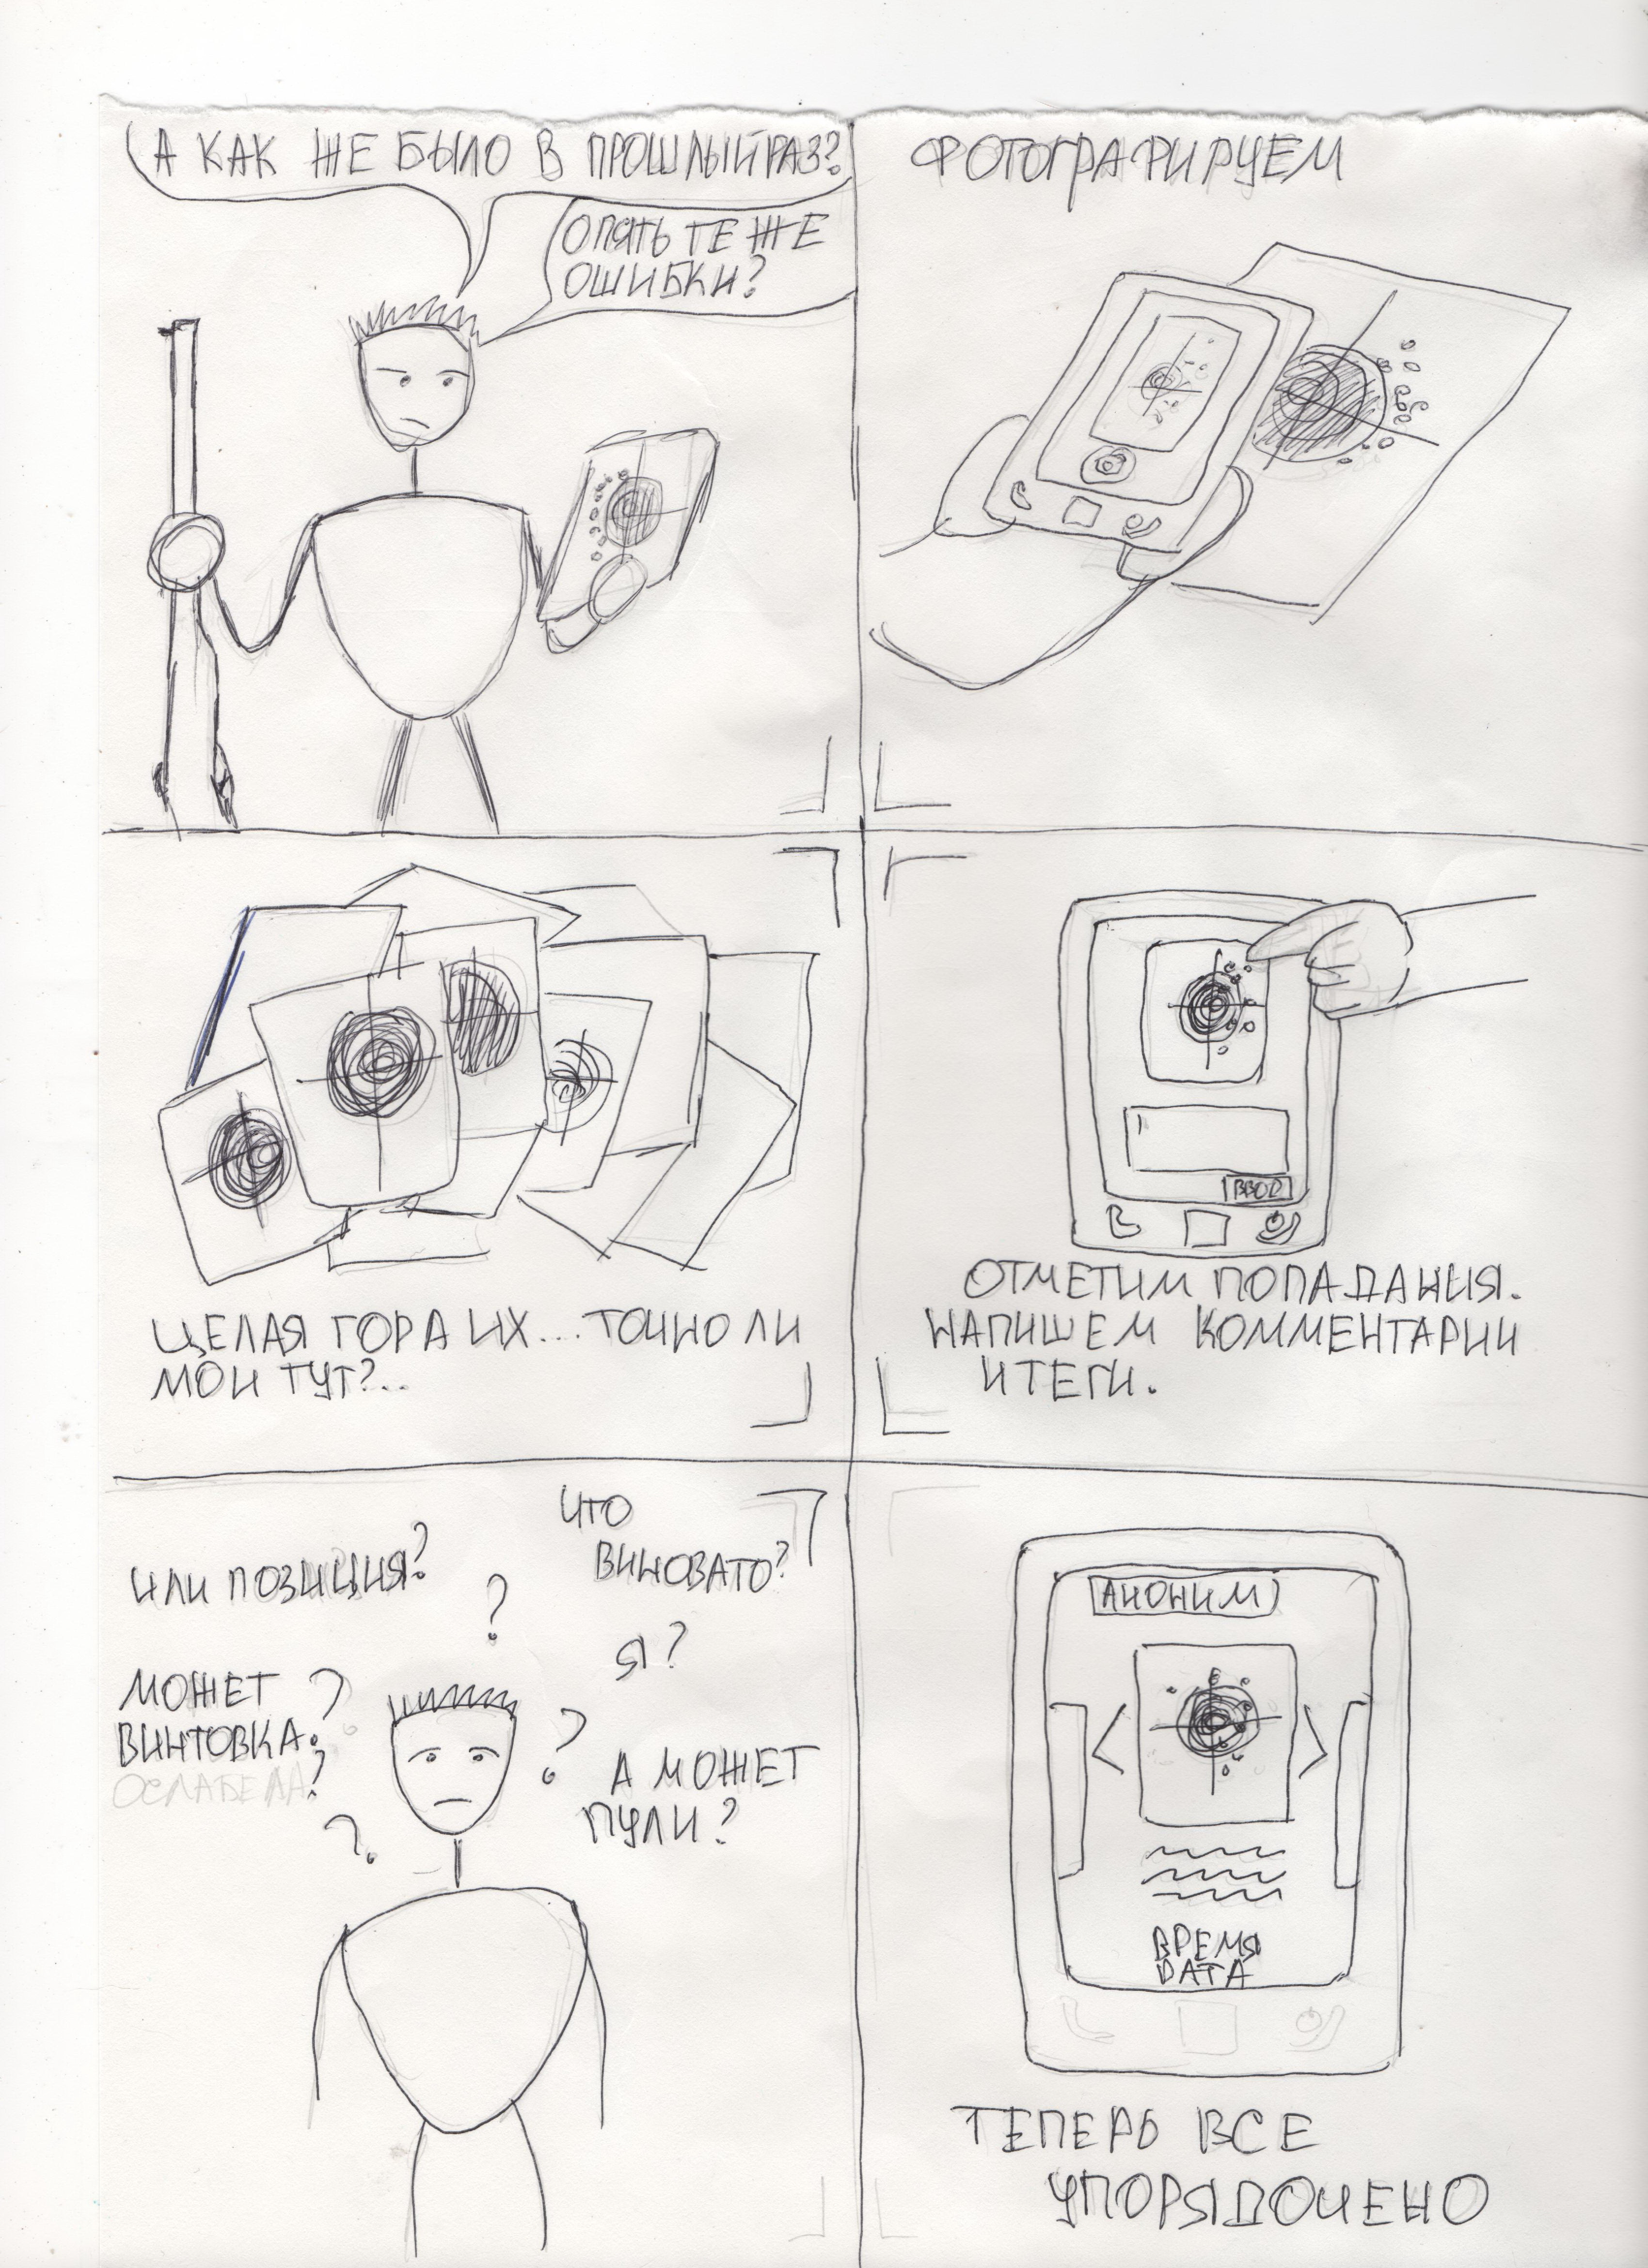 А КАК ЖЕ БЫЛО В ПРОШЛЫЙ РАЗ?
ОПЯТЬ ТЕ ЖЕ
ОШИБКИ?
ЦЕЛАЯ ГОРА ИХ... ТОЧНО ЛИ
МОИ ТУТ?..
ЧТО
ВИНОВАТО?
Я?
А МОЖЕТ
ПУЛИ?
МОЖЕТ
ВИНТОВКА?
ОСЛАБЕЛА?
ИЛИ ПОЗИЦИЯ?
?
?
?
ФОТОГРАФИРУЕМ
ВВОД
ОТМЕТИМ ПОПАДАНИЯ.
НАПИШЕМ КОММЕНТАРИИ
И ТЕГИ.
АНОНИМ
ВРЕМЯ
DАТА
ТЕПЕРЬ ВСЕ
УПОРЯДОЧЕНО